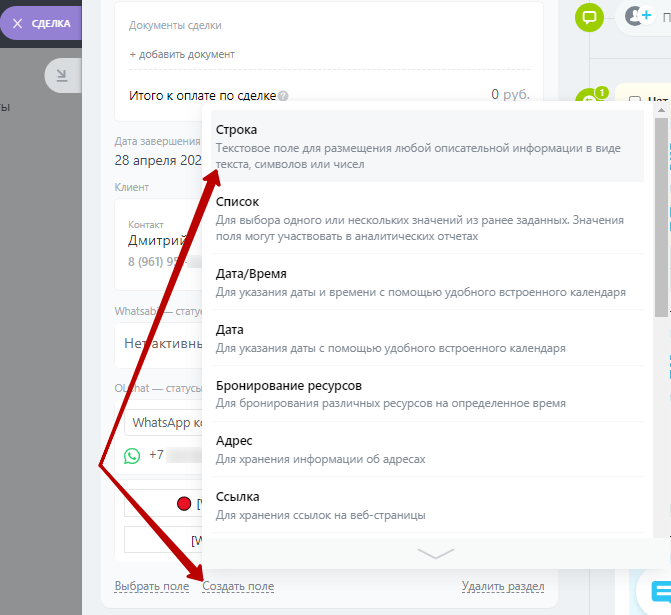 СДЕЛКА
Документы сделки
+ добавить документ
Итого к оплате по сделке
0 руб.
Дата завершения
28 апреля 202
Клиент
Контакт
Дмитрий
8 (961) 95
Whatsab — стату
Нет активны
OLchat — статусы
WhatsApp ко
+7
[
[W
Строка
Текстовое поле для размещения любой описательной информации в виде
текста, символов или чисел
Список
Для выбора одного или нескольких значений из ранее заданных. Значения
поля могут участвовать в аналитических отчетах
Дата/Время
Для указания даты и времени с помощью удобного встроенного календаря
Дата
Для указания даты с помощью удобного встроенного календаря
Бронирование ресурсов
Для бронирования различных ресурсов на определенное время
Адрес
Для хранения информации об адресах
Ссылка
Для хранения ссылок на веб-страницы
Выбрать поле
Создать поле
Удалить раздел
ты
1
П